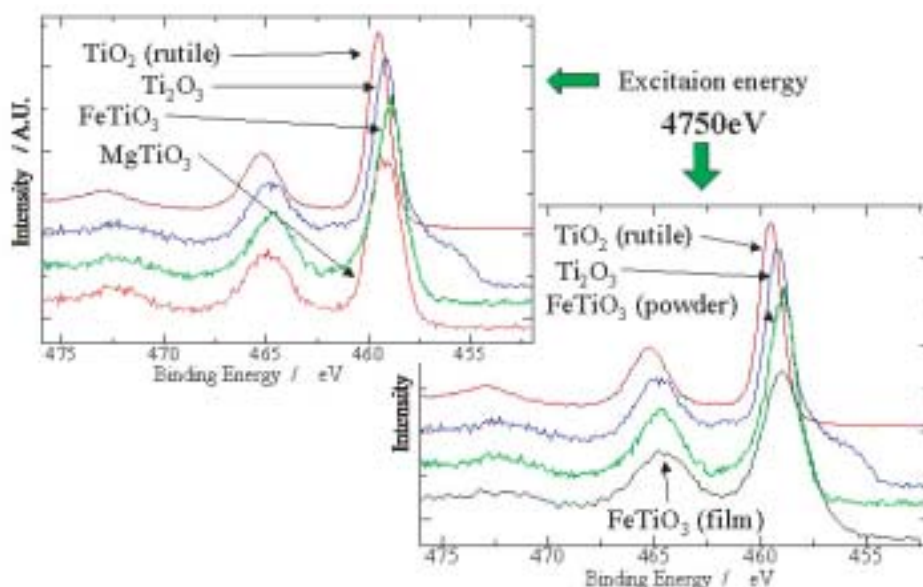 TiO2 (rutile)
Ti2O3
FeTiO3
MgTiO3
Intensity / A.U.
475 470 465 460 455
Binding Energy / eV
Excitaion energy
4750eV
TiO2 (rutile)
Ti2O3
FeTiO3 (powder)
Intensity
FeTiO3 (film)
475 470 465 460 455
Binding Energy / eV